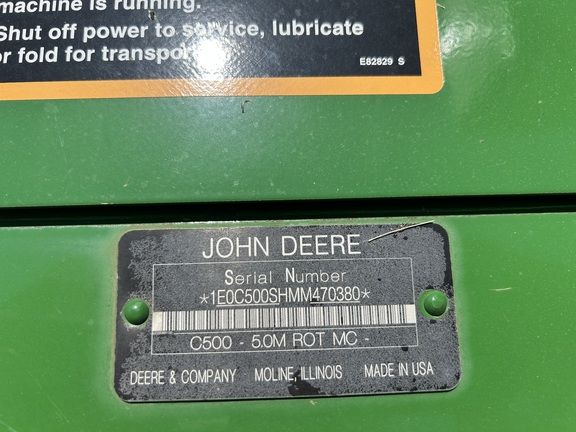 machine is running.
Shut off power to service, lubricate
or fold for transport
E82829 S
JOHN DEERE
Serial Number
*1E0C500SHMM470380*
C500 - 5.0M ROT MC -
DEERE & COMPANY MOLINE, ILLINOIS MADE IN USA